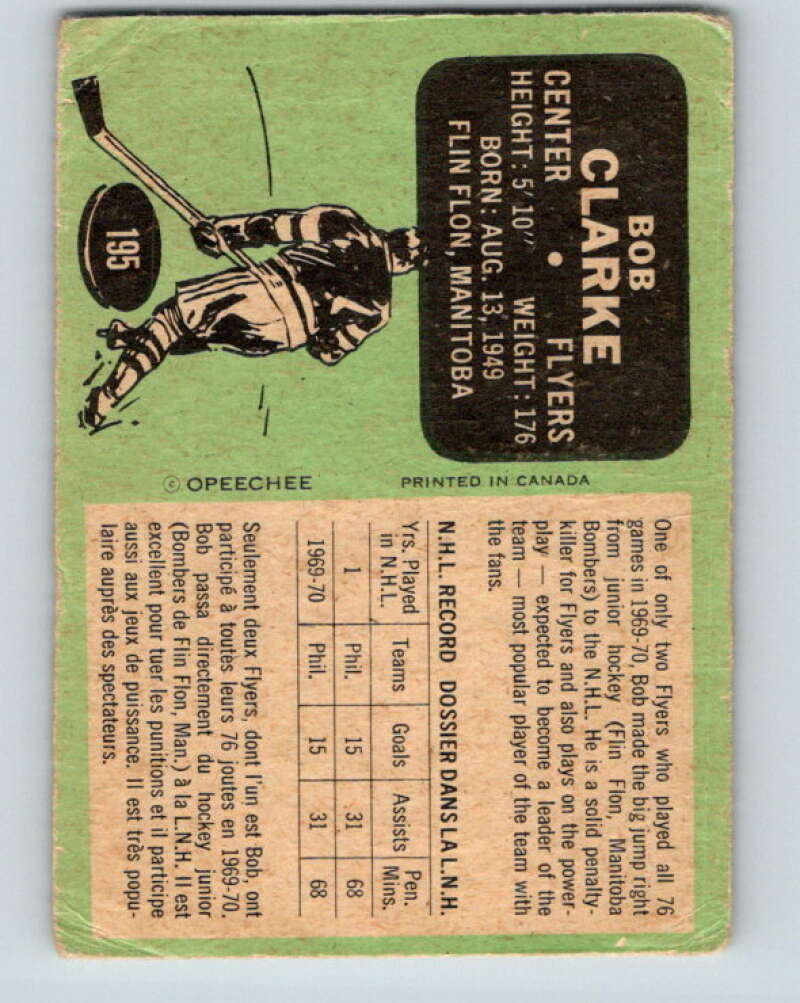 BOB
CLARKE
CENTER • FLYERS
HEIGHT: 5'10" WEIGHT: 176
BORN: AUG. 13, 1949
FLIN FLON, MANITOBA
195
© OPEECHEE PRINTED IN CANADA
One of only two Flyers who played all 76
games in 1969-70, Bob made the big jump right
from junior hockey (Flin Flon, Manitoba
Bombers) to the N.H.L. He is a solid penalty-
killer for Flyers and also plays on the power-
play — expected to become a leader of the
team — most popular player of the team with
the fans.
N.H.L. RECORD DOSSIER DANS LA L.N.H.
Yrs. Played in N.H.L. Teams Goals Assists Pen. Mins.
1 Phil. 15 31 68
1969-70 Phil. 15 31 68
Seulement deux Flyers, dont l'un est Bob, ont
participé à toutes leurs 76 joutes en 1969-70.
Bob passa directement du hockey junior
(Bombers de Flin Flon, Man.) à la L.N.H. Il est
excellent pour tuer les punitions et il participe
aussi aux jeux de puissance. Il est très popu-
laire auprès des spectateurs.